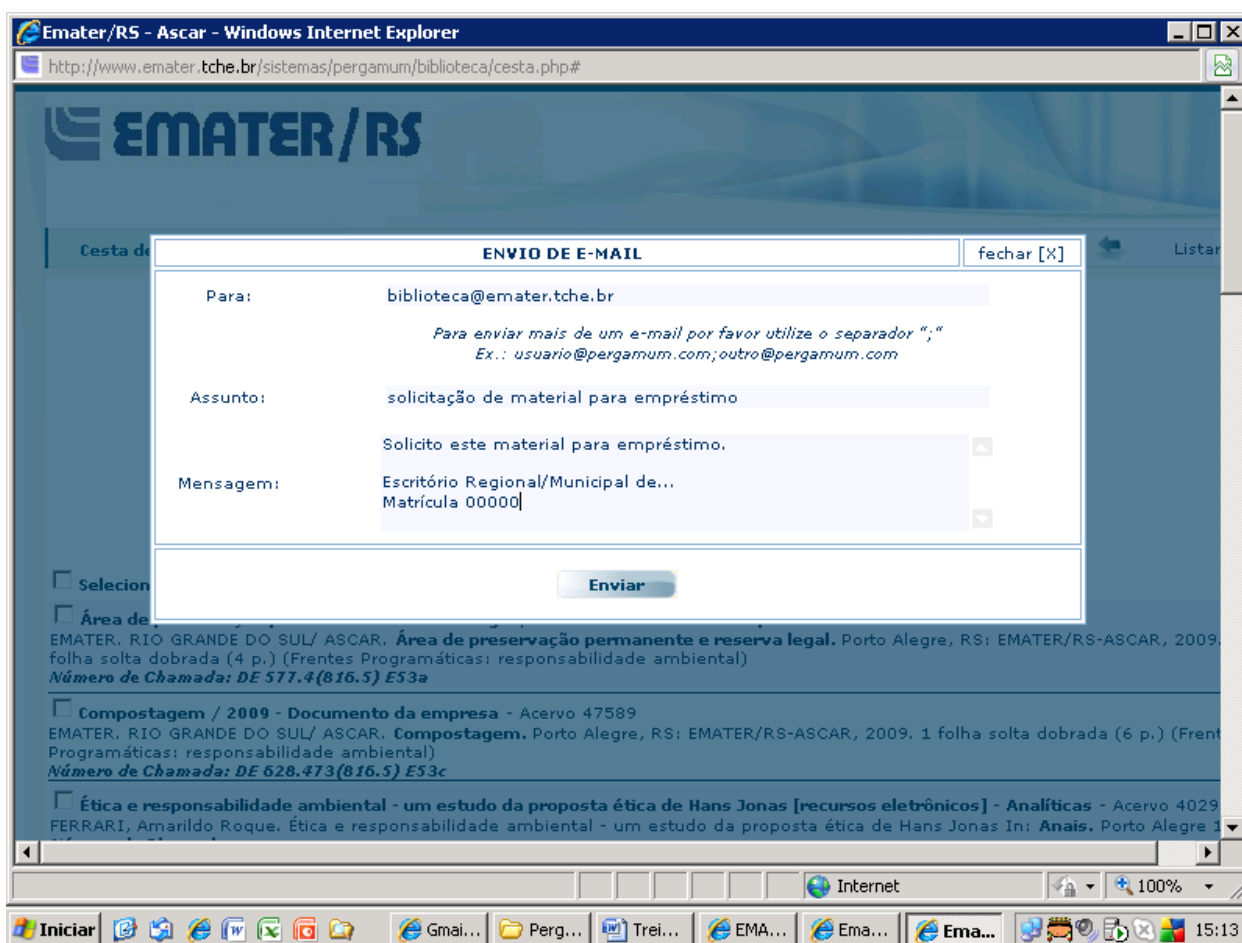 Emater/RS - Ascar - Windows Internet Explorer
http://www.emater.tche.br/sistemas/pergamum/biblioteca/cesta.php#
EMATER/RS
Cesta de
Listar
ENVIO DE E-MAIL
fechar [X]
Para:
biblioteca@emater.tche.br
Para enviar mais de um e-mail por favor utilize o separador ";"
Ex.: usuario@pergamum.com;outro@pergamum.com
Assunto:
solicitação de material para empréstimo
Mensagem:
Solicito este material para empréstimo.
Escritório Regional/Municipal de...
Matrícula 00000
Enviar
Selecion
Área de
EMATER. RIO GRANDE DO SUL/ ASCAR. Área de preservação permanente e reserva legal. Porto Alegre, RS: EMATER/RS-ASCAR, 2009.
folha solta dobrada (4 p.) (Frentes Programáticas: responsabilidade ambiental)
Número de Chamada: DE 577.4(816.5) E53a
Compostagem / 2009 - Documento da empresa - Acervo 47589
EMATER. RIO GRANDE DO SUL/ ASCAR. Compostagem. Porto Alegre, RS: EMATER/RS-ASCAR, 2009. 1 folha solta dobrada (6 p.) (Frent
Programáticas: responsabilidade ambiental)
Número de Chamada: DE 628.473(816.5) E53c
Ética e responsabilidade ambiental - um estudo da proposta ética de Hans Jonas [recursos eletrônicos] - Analíticas - Acervo 4029
FERRARI, Amarildo Roque. Ética e responsabilidade ambiental - um estudo da proposta ética de Hans Jonas In: Anais. Porto Alegre 1
Internet
100%
Iniciar
Gmai...
Perg...
Trei...
EMA...
Ema...
Ema...
15:13